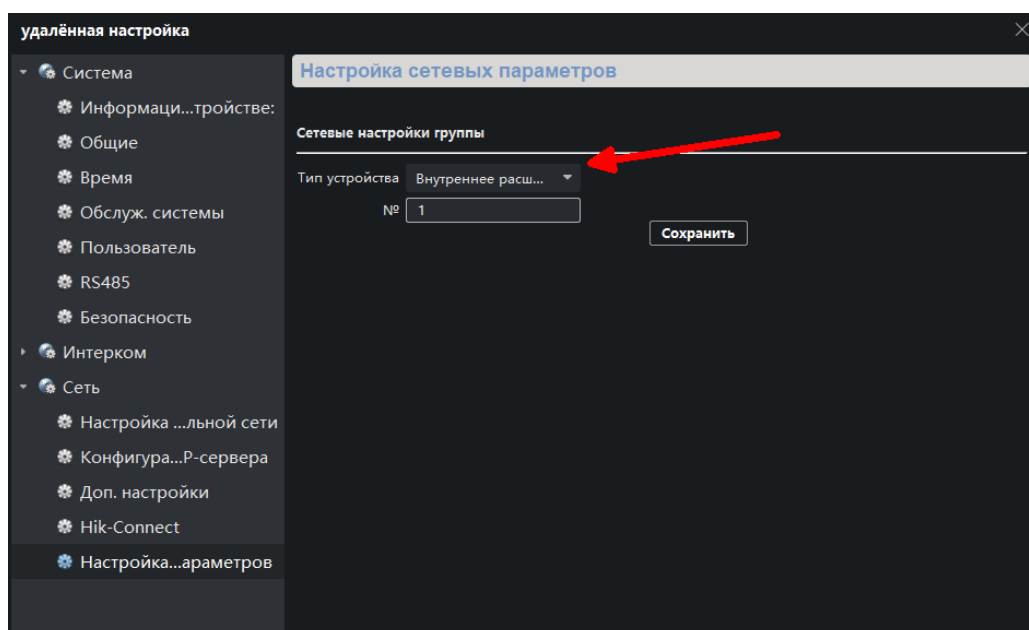 удалённая настройка
Система
Информаци...тройстве:
Общие
Время
Обслуж. системы
Пользователь
RS485
Безопасность
Интерком
Сеть
Настройка ...льной сети
Конфигура...P-сервера
Доп. настройки
Hik-Connect
Настройка...араметров
Настройка сетевых параметров
Сетевые настройки группы
Тип устройства Внутреннее расш...
№ 1
Сохранить